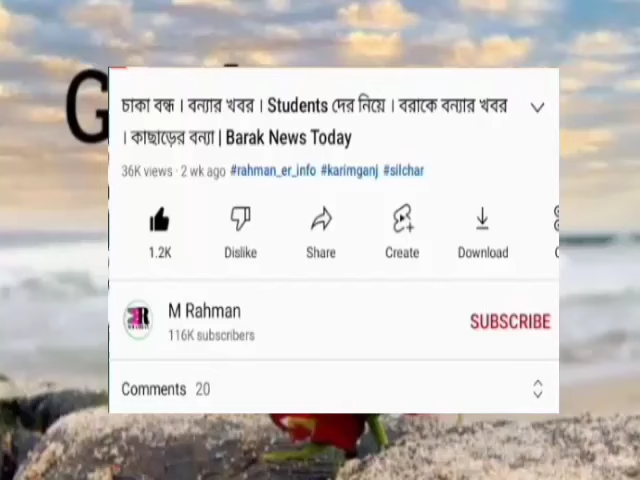 চাকা বন্ধ । বন্যার খবর । Students দের নিয়ে । বরাকে বন্যার খবর
। কাছাড়ের বন্যা | Barak News Today
36K views · 2 wk ago #rahman_er_info #karimganj #silchar
1.2K Dislike Share Create Download
M Rahman
SUBSCRIBE
116K subscribers
Comments 20